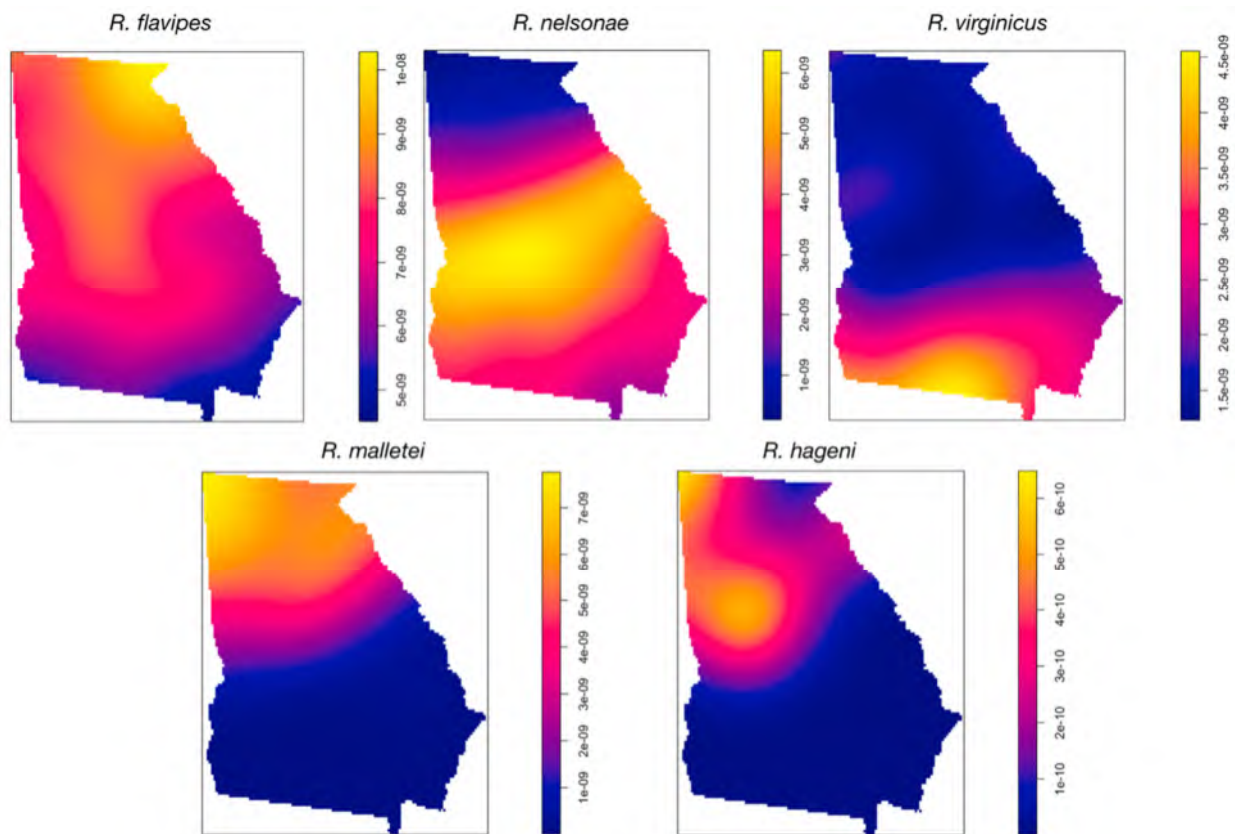 R. flavipes
1e-08
9e-09
8e-09
7e-09
6e-09
5e-09
R. nelsonae
6e-09
5e-09
4e-09
3e-09
2e-09
1e-09
R. virginicus
4.5e-09
4e-09
3.5e-09
3e-09
2.5e-09
2e-09
1.5e-09
R. malletei
7e-09
6e-09
5e-09
4e-09
3e-09
2e-09
1e-09
R. hageni
6e-10
5e-10
4e-10
3e-10
2e-10
1e-10